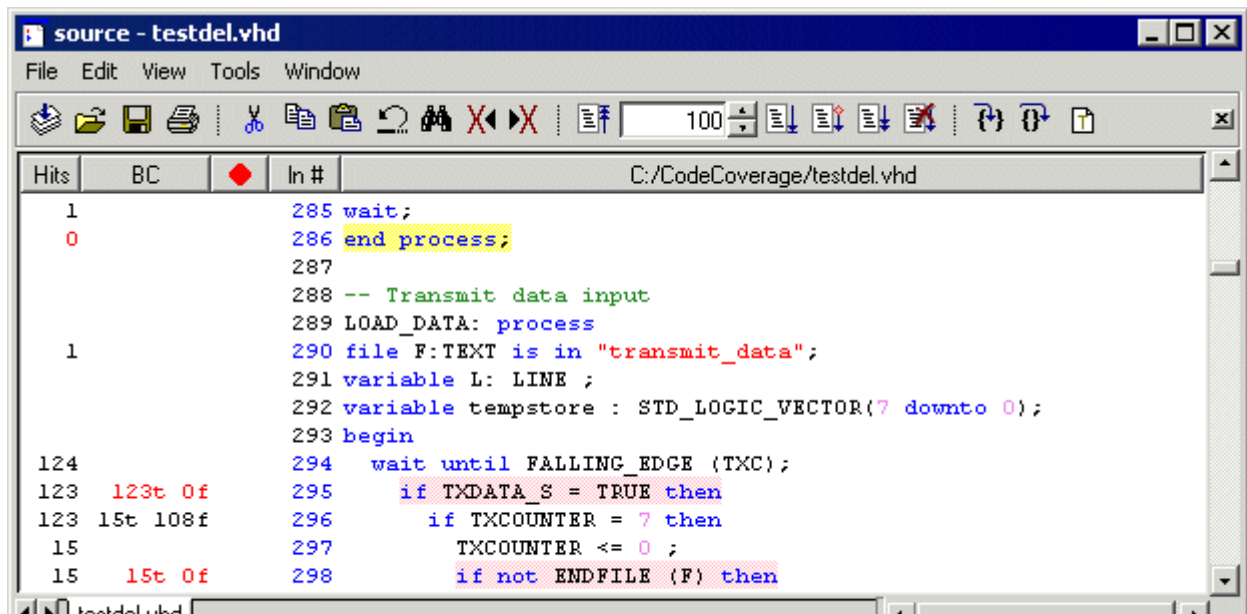 source - testdel.vhd
File Edit View Tools Window
100
Hits BC ln # C:/CodeCoverage/testdel.vhd
1 285 wait;
0 286 end process;
287
288 -- Transmit data input
289 LOAD_DATA: process
1 290 file F:TEXT is in "transmit_data";
291 variable L: LINE ;
292 variable tempstore : STD_LOGIC_VECTOR(7 downto 0);
293 begin
124 294 wait until FALLING_EDGE (TXC);
123 123t 0f 295 if TXDATA_S = TRUE then
123 15t 108f 296 if TXCOUNTER = 7 then
15 297 TXCOUNTER <= 0 ;
15 15t 0f 298 if not ENDFILE (F) then
testdel.vhd